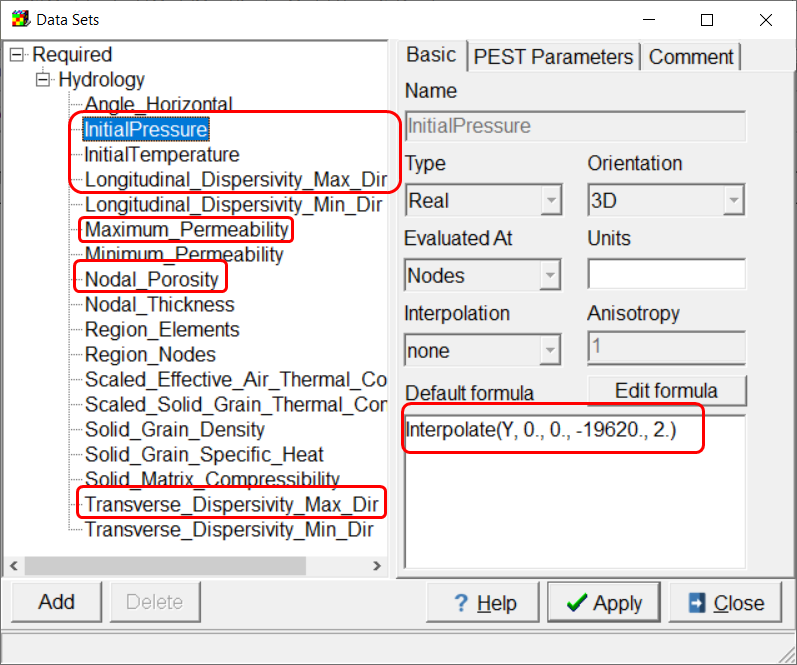 Data Sets
Required
Hydrology
Angle_Horizontal
InitialPressure
InitialTemperature
Longitudinal_Dispersivity_Max_Dir
Longitudinal_Dispersivity_Min_Dir
Maximum_Permeability
Minimum_Permeability
Nodal_Porosity
Nodal_Thickness
Region_Elements
Region_Nodes
Scaled_Effective_Air_Thermal_Co
Scaled_Solid_Grain_Thermal_Con
Solid_Grain_Density
Solid_Grain_Specific_Heat
Solid_Matrix_Compressibility
Transverse_Dispersivity_Max_Dir
Transverse_Dispersivity_Min_Dir
Add
Delete
Basic
PEST Parameters
Comment
Name
InitialPressure
Type
Orientation
Real
3D
Evaluated At
Units
Nodes
Interpolation
Anisotropy
none
1
Default formula
Edit formula
Interpolate(Y, 0., 0., -19620., 2.)
? Help
Apply
Close